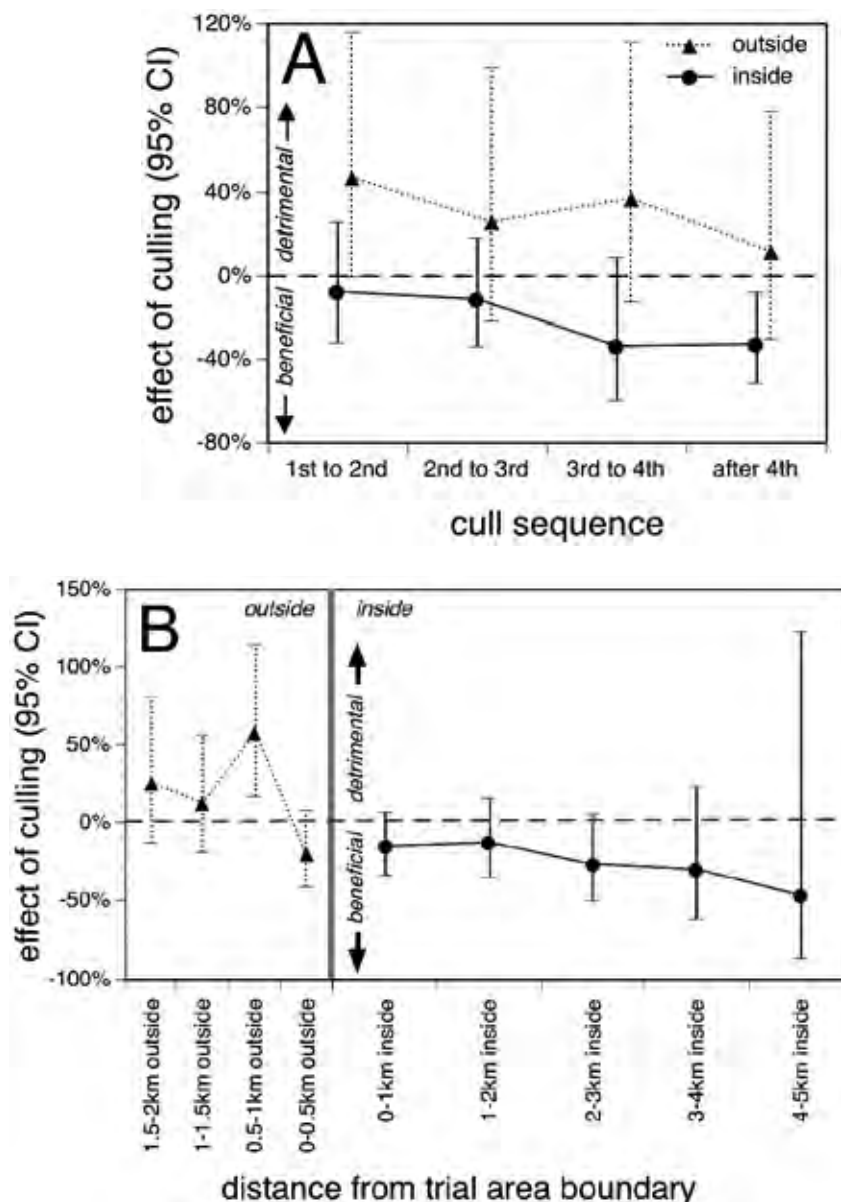 A
outside
inside
effect of culling (95% CI)
120%
80%
40%
0%
-40%
-80%
detrimental
beneficial
1st to 2nd
2nd to 3rd
3rd to 4th
after 4th
cull sequence
B
outside
inside
effect of culling (95% CI)
150%
100%
50%
0%
-50%
-100%
detrimental
beneficial
1.5-2km outside
1-1.5km outside
0.5-1km outside
0-0.5km outside
0-1km inside
1-2km inside
2-3km inside
3-4km inside
4-5km inside
distance from trial area boundary